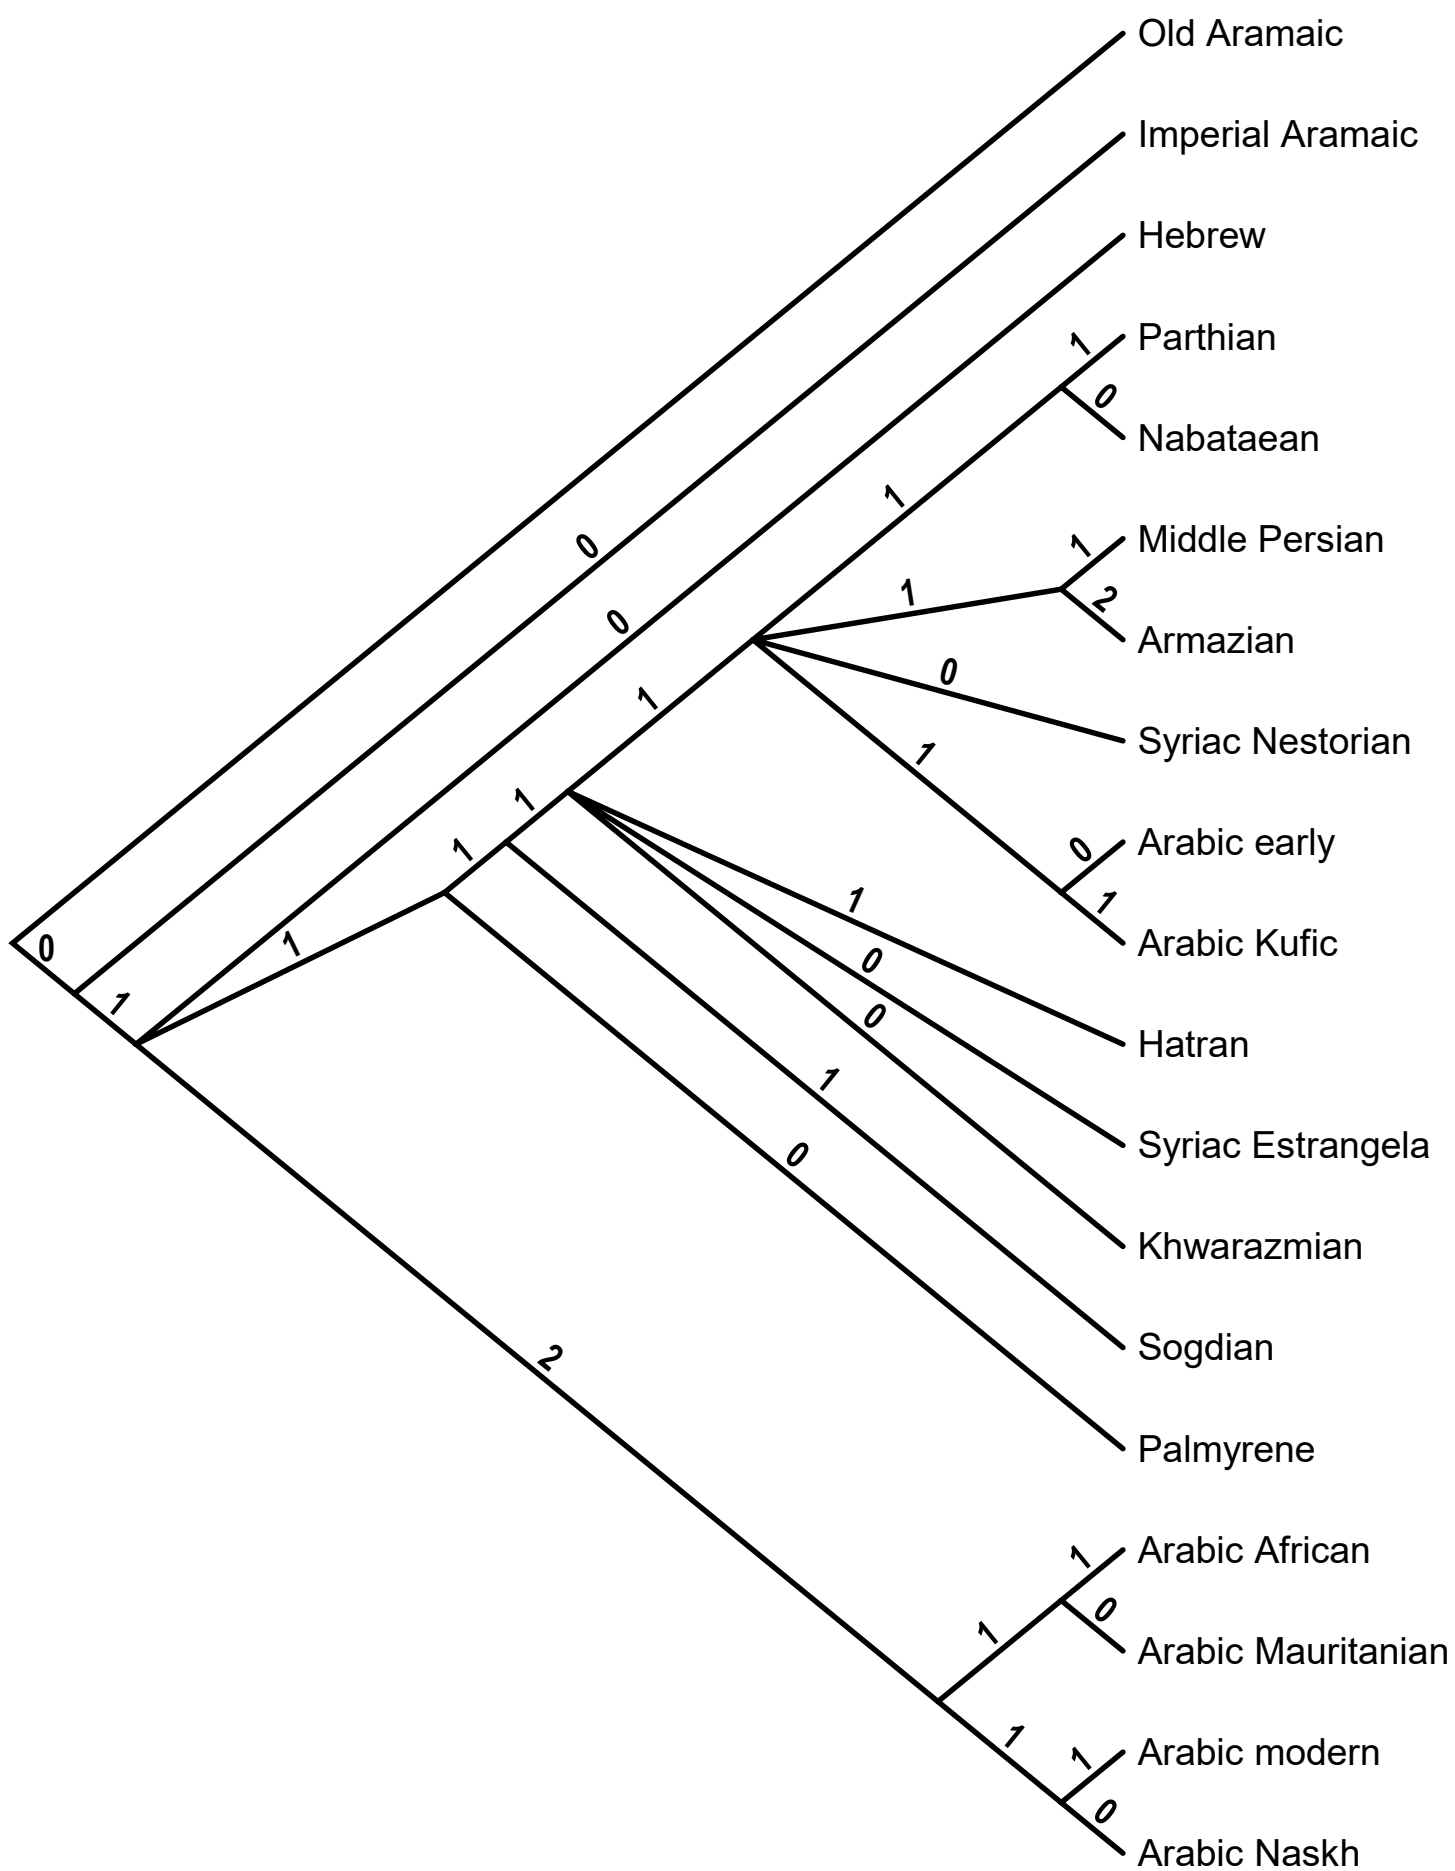 Old Aramaic
Imperial Aramaic
Hebrew
1 Parthian
0 Nabataean
1
1 Middle Persian
0
1
2 Armazian
0
1
0
Syriac Nestorian
1
1
0 Arabic early
1
1 Arabic Kufic
1
0
1
0
1
0
Hatran
1
Syriac Estrangela
0
Khwarazmian
2
Sogdian
Palmyrene
1 Arabic African
0
1
Arabic Mauritanian
1
1 Arabic modern
0
Arabic Naskh